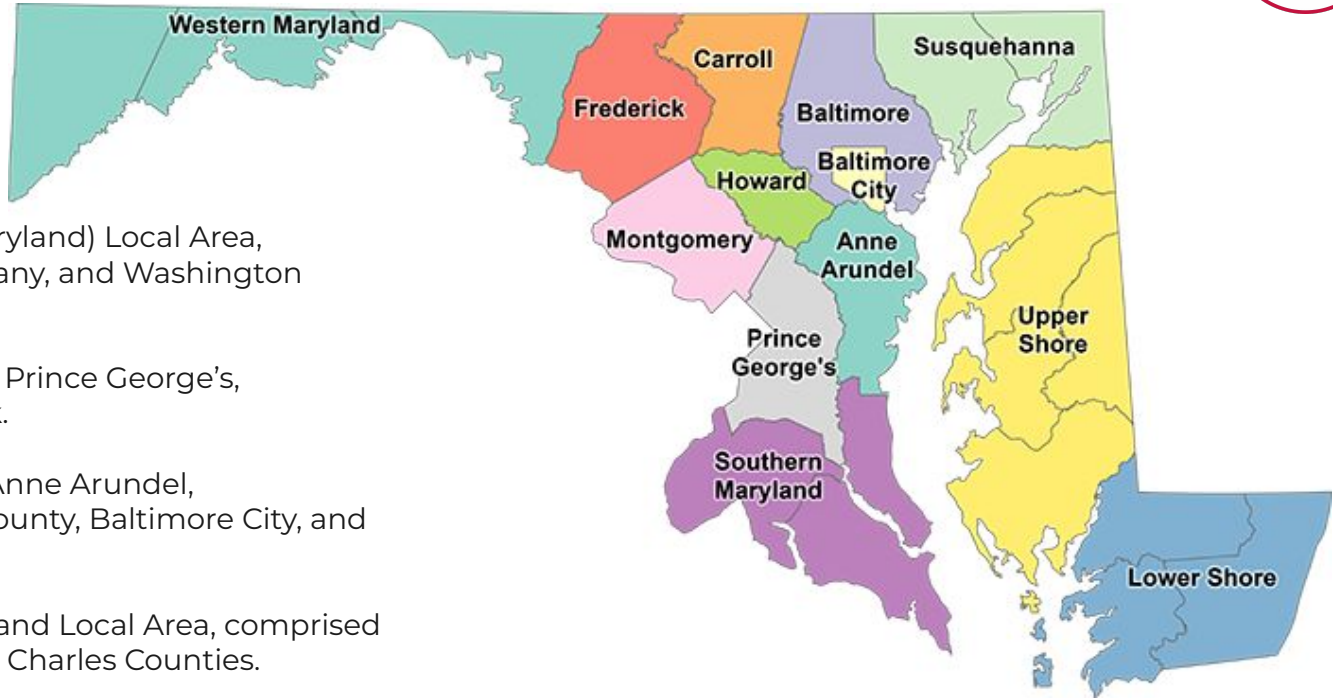 Western Maryland
Susquehanna
Carroll
Frederick
Baltimore
Baltimore
City
Howard
Montgomery
Anne
Arundel
Prince
George's
Upper
Shore
Southern
Maryland
Lower Shore
ryland) Local Area,
any, and Washington
Prince George’s,
k.
Anne Arundel,
ounty, Baltimore City, and
and Local Area, comprised
Charles Counties.